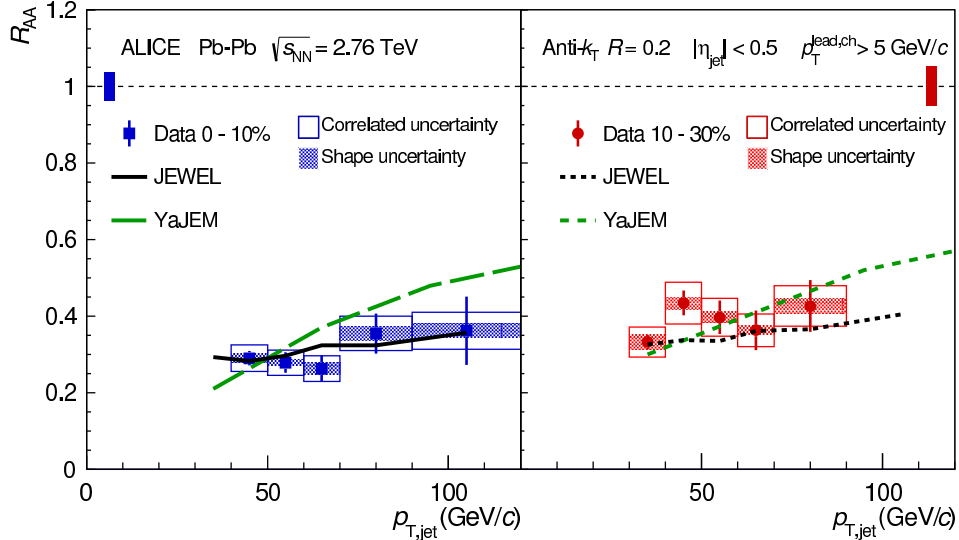 R_AA
1.2
1
0.8
0.6
0.4
0.2
0
ALICE Pb-Pb √s_NN = 2.76 TeV
Data 0 - 10%
Correlated uncertainty
Shape uncertainty
JEWEL
YaJEM
0 50 100
p_T,jet (GeV/c)
Anti-k_T R = 0.2 |η_jet| < 0.5 p_T^lead,ch > 5 GeV/c
Data 10 - 30%
Correlated uncertainty
Shape uncertainty
JEWEL
YaJEM
50 100
p_T,jet (GeV/c)